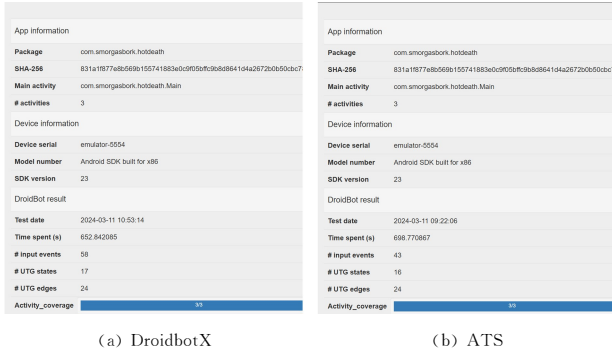 App information
Package com.smorgasbork.hotdeath
SHA-256 831a1f877e8b569b155741883e0c9f05bffc9b8d8641d4a2672b0b50cbc7
Main activity com.smorgasbork.hotdeath.Main
# activities 3
Device information
Device serial emulator-5554
Model number Android SDK built for x86
SDK version 23
DroidBot result
Test date 2024-03-11 10:53:14
Time spent (s) 652.842085
# input events 58
# UTG states 17
# UTG edges 24
Activity_coverage 3/3
(a) DroidbotX
App information
Package com.smorgasbork.hotdeath
SHA-256 831a1f877e8b569b155741883e0c9f05bffc9b8d8641d4a2672b0b50cbc
Main activity com.smorgasbork.hotdeath.Main
# activities 3
Device information
Device serial emulator-5554
Model number Android SDK built for x86
SDK version 23
DroidBot result
Test date 2024-03-11 09:22:06
Time spent (s) 698.770867
# input events 43
# UTG states 16
# UTG edges 24
Activity_coverage 3/3
(b) ATS